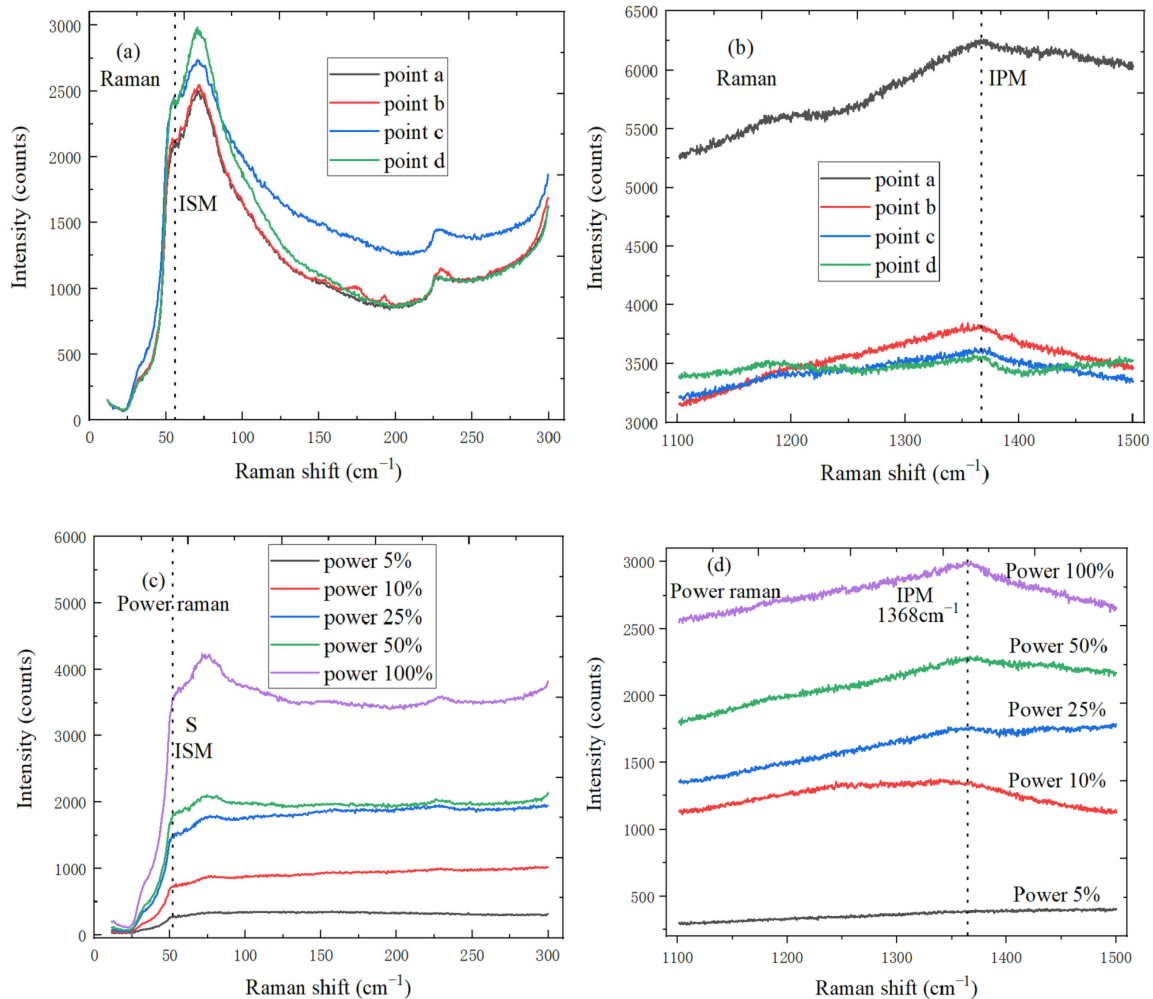 (a)
Raman
ISM
point a
point b
point c
point d
3000
2500
2000
1500
1000
500
0
0
50
100
150
200
250
300
Intensity (counts)
Raman shift (cm⁻¹)
(b)
Raman
IPM
point a
point b
point c
point d
6500
6000
5500
5000
4500
4000
3500
3000
1100
1200
1300
1400
1500
Intensity (counts)
Raman shift (cm⁻¹)
(c)
Power raman
S
ISM
power 5%
power 10%
power 25%
power 50%
power 100%
6000
5000
4000
3000
2000
1000
0
0
50
100
150
200
250
300
Intensity (counts)
Raman shift (cm⁻¹)
(d)
Power raman
IPM
1368cm⁻¹
Power 100%
Power 50%
Power 25%
Power 10%
Power 5%
3000
2500
2000
1500
1000
500
1100
1200
1300
1400
1500
Intensity (counts)
Raman shift (cm⁻¹)